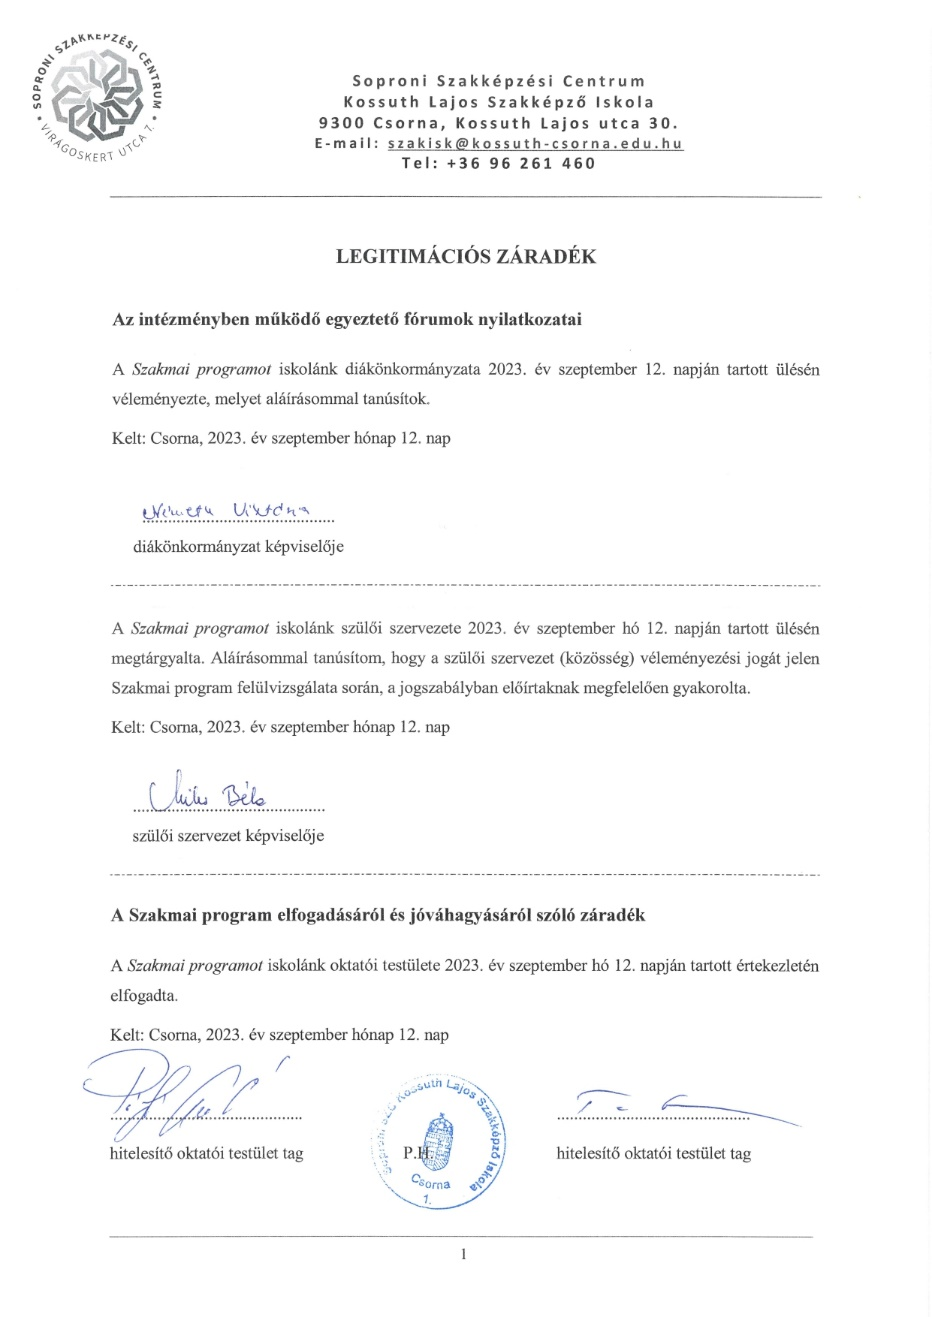 SOPRONI SZAKKÉPZÉSI CENTRUM
• VIRÁGOSKERT UTCA 7. •
Soproni Szakképzési Centrum
Kossuth Lajos Szakképző Iskola
9300 Csorna, Kossuth Lajos utca 30.
E-mail: szakisk@kossuth-csorna.edu.hu
Tel: +36 96 261 460
LEGITIMÁCIÓS ZÁRADÉK
Az intézményben működő egyeztető fórumok nyilatkozatai
A Szakmai programot iskolánk diákönkormányzata 2023. év szeptember 12. napján tartott ülésén
véleményezte, melyet aláírásommal tanúsítok.
Kelt: Csorna, 2023. év szeptember hónap 12. nap
Németh Viktória
diákönkormányzat képviselője
A Szakmai programot iskolánk szülői szervezete 2023. év szeptember hó 12. napján tartott ülésén
megtárgyalta. Aláírásommal tanúsítom, hogy a szülői szervezet (közösség) véleményezési jogát jelen
Szakmai program felülvizsgálata során, a jogszabályban előírtaknak megfelelően gyakorolta.
Kelt: Csorna, 2023. év szeptember hónap 12. nap
Béla
szülői szervezet képviselője
A Szakmai program elfogadásáról és jóváhagyásáról szóló záradék
A Szakmai programot iskolánk oktatói testülete 2023. év szeptember hó 12. napján tartott értekezletén
elfogadta.
Kelt: Csorna, 2023. év szeptember hónap 12. nap
Soproni SZC Kossuth Lajos Szakképző Iskola
Csorna
1.
hitelesítő oktatói testület tag P.H. hitelesítő oktatói testület tag
1